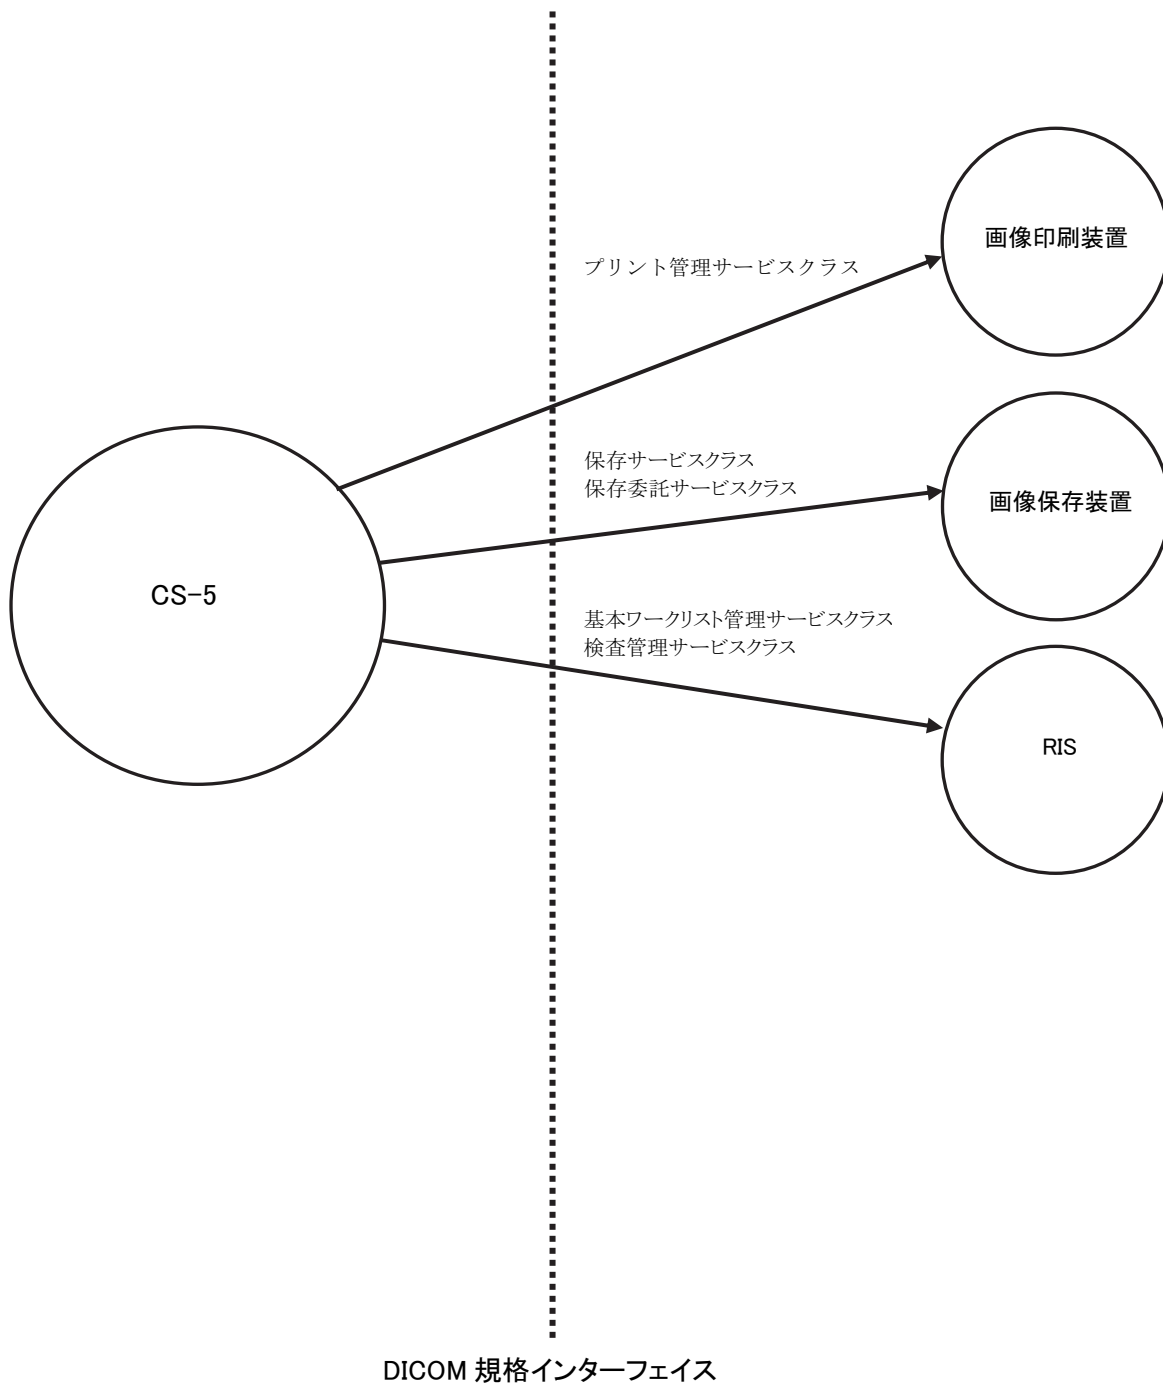 画像印刷装置
プリント管理サービスクラス
保存サービスクラス
保存委託サービスクラス
画像保存装置
CS-5
基本ワークリスト管理サービスクラス
検査管理サービスクラス
RIS
DICOM 規格インターフェイス